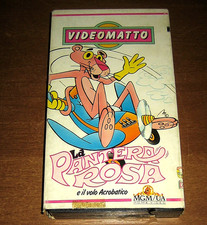 VIDEOMATTO
La
PANTERA
ROSA
e il volo Acrobatico
MGM/UA